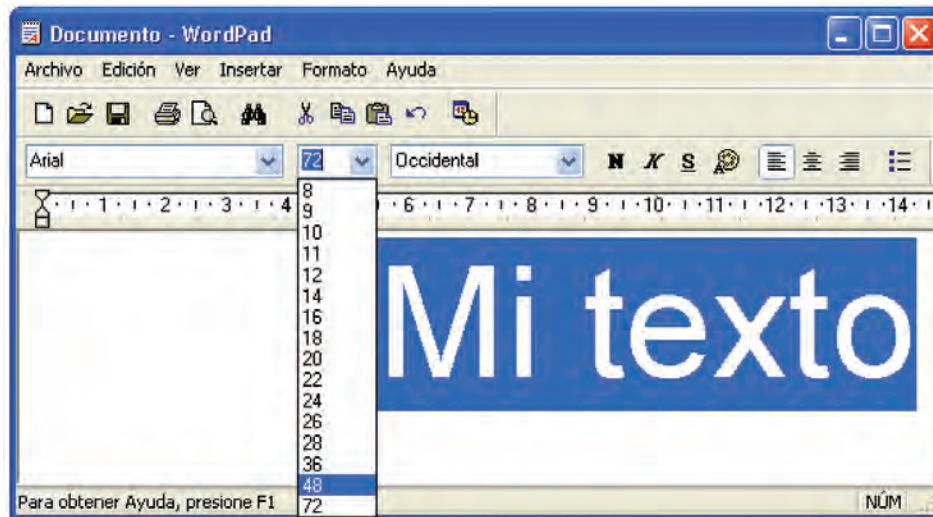 Documento - WordPad
Archivo Edición Ver Insertar Formato Ayuda
Arial 72 Occidental N K S
1 2 3 4 6 7 8 9 10 11 12 13 14
8
9
10
11
12
14
16
18
20
22
24
26
28
36
48
72
Mi texto
Para obtener Ayuda, presione F1 NÚM